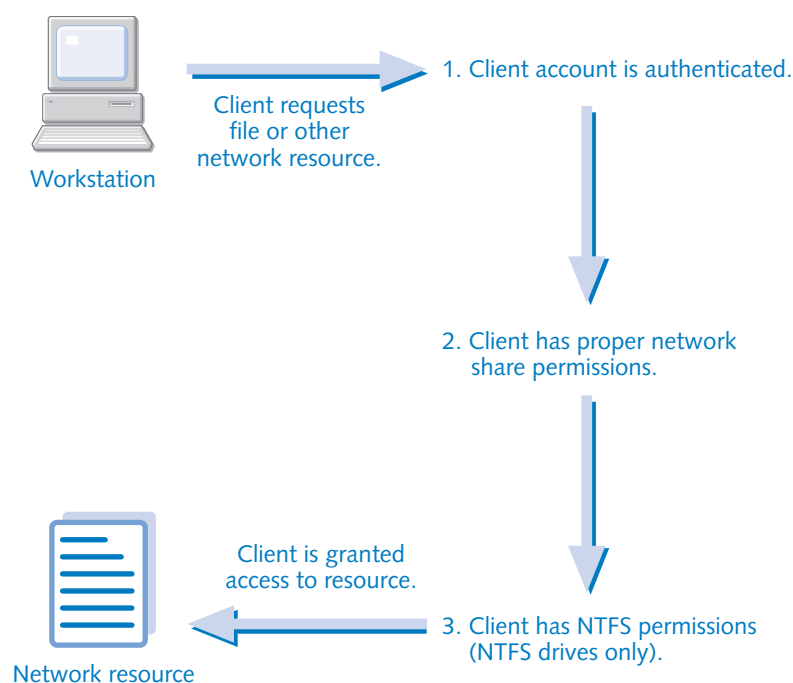 1. Client account is authenticated.
Client requests
file or other
network resource.
Workstation
2. Client has proper network
share permissions.
Client is granted
access to resource.
3. Client has NTFS permissions
(NTFS drives only).
Network resource